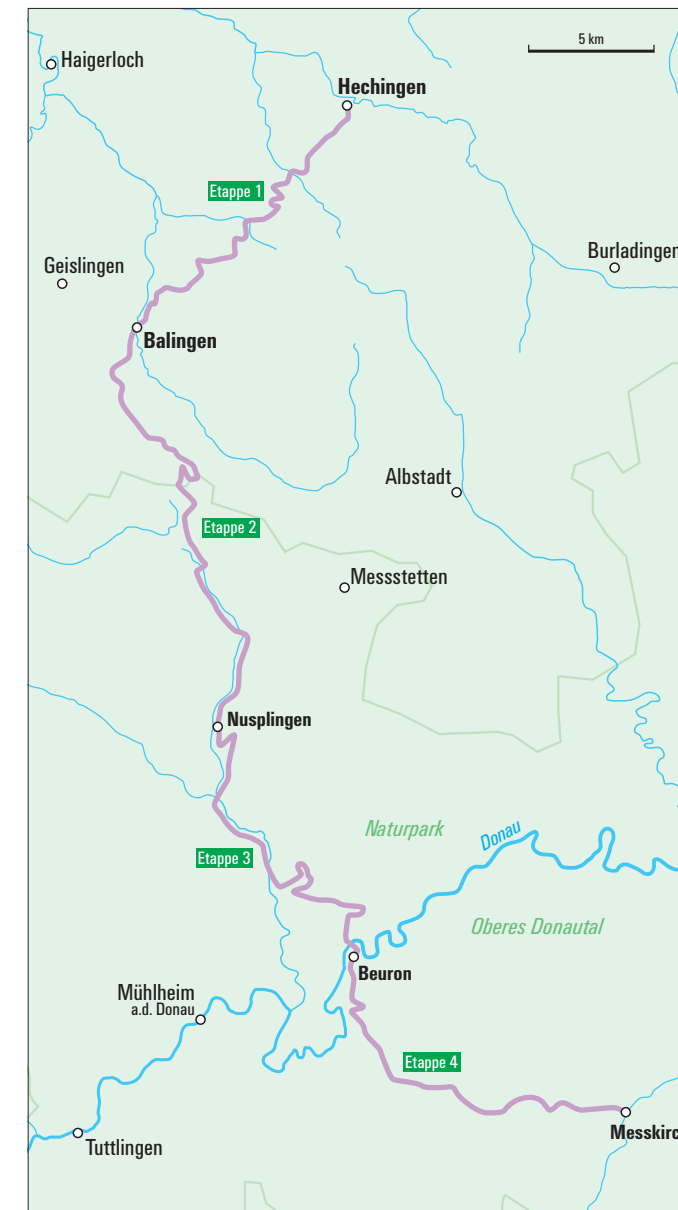 5 km
Haigerloch
Hechingen
Etappe 1
Burladingen
Geislingen
Balingen
Albstadt
Etappe 2
Messstetten
Nusplingen
Naturpark
Donau
Etappe 3
Oberes Donautal
Beuron
Mühlheim
a.d. Donau
Etappe 4
Messkirc
Tuttlingen